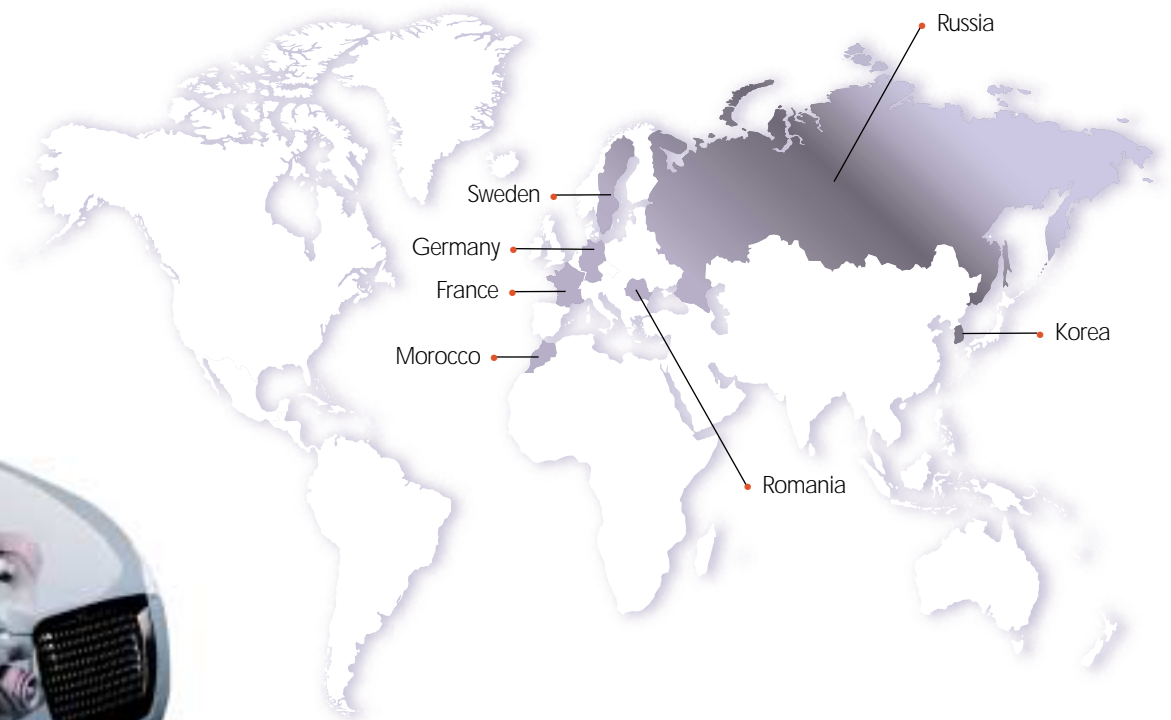 Russia
Sweden
Germany
France
Korea
Morocco
Romania